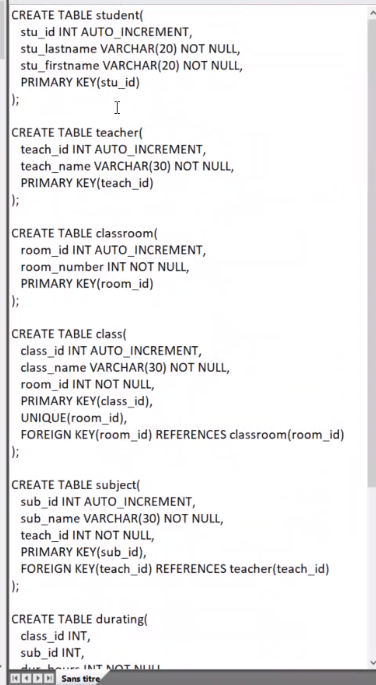 CREATE TABLE student(
stu_id INT AUTO_INCREMENT,
stu_lastname VARCHAR(20) NOT NULL,
stu_firstname VARCHAR(20) NOT NULL,
PRIMARY KEY(stu_id)
);
CREATE TABLE teacher(
teach_id INT AUTO_INCREMENT,
teach_name VARCHAR(30) NOT NULL,
PRIMARY KEY(teach_id)
);
CREATE TABLE classroom(
room_id INT AUTO_INCREMENT,
room_number INT NOT NULL,
PRIMARY KEY(room_id)
);
CREATE TABLE class(
class_id INT AUTO_INCREMENT,
class_name VARCHAR(30) NOT NULL,
room_id INT NOT NULL,
PRIMARY KEY(class_id),
UNIQUE(room_id),
FOREIGN KEY(room_id) REFERENCES classroom(room_id)
);
CREATE TABLE subject(
sub_id INT AUTO_INCREMENT,
sub_name VARCHAR(30) NOT NULL,
teach_id INT NOT NULL,
PRIMARY KEY(sub_id),
FOREIGN KEY(teach_id) REFERENCES teacher(teach_id)
);
CREATE TABLE durating(
class_id INT,
sub_id INT,
dur_hours INT NOT NULL
Sans titre